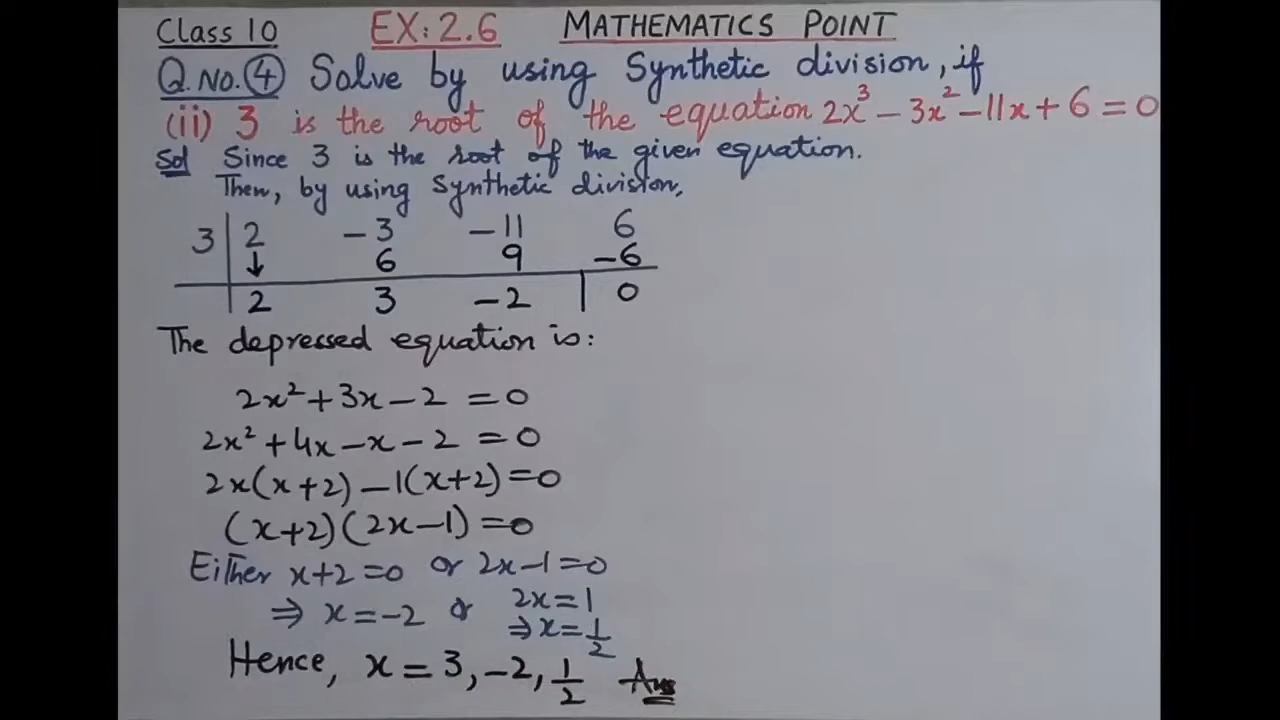 Class 10 EX: 2.6 MATHEMATICS POINT
Q.No.④ Solve by using Synthetic division, if
(ii) 3 is the root of the equation 2x³ - 3x² - 11x + 6 = 0
Sol Since 3 is the root of the given equation.
Then, by using Synthetic division,
3 | 2 -3 -11 6
↓ 6 9 -6
2 3 -2 | 0
The depressed equation is:
2x² + 3x - 2 = 0
2x² + 4x - x - 2 = 0
2x(x+2) - 1(x+2) = 0
(x+2)(2x-1) = 0
Either x+2 = 0 or 2x-1 = 0
⇒ x = -2 or 2x = 1
⇒ x = 1/2
Hence, x = 3, -2, 1/2 Ans